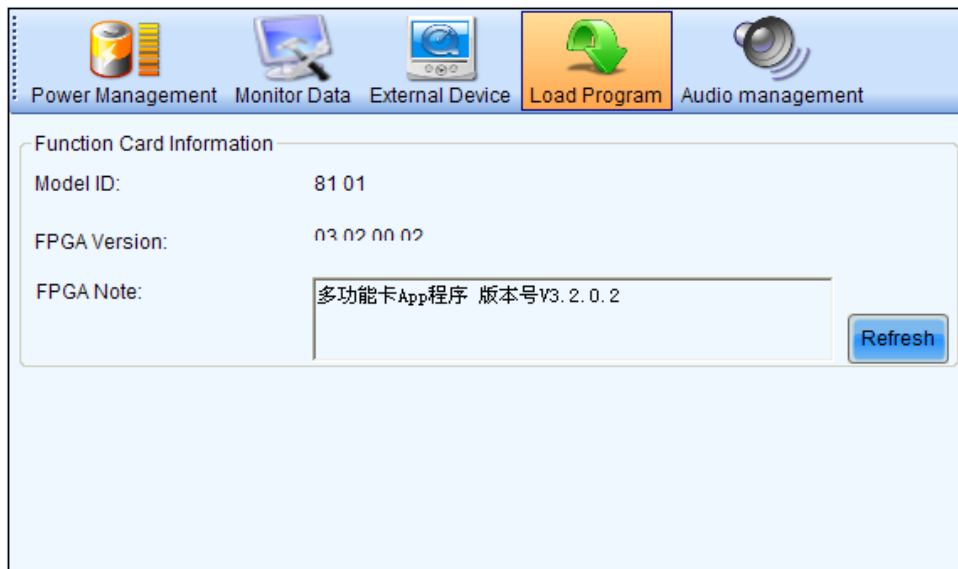 Power Management Monitor Data External Device Load Program Audio management
Function Card Information
Model ID: 81 01
FPGA Version: 03 02 00 02
FPGA Note: 多功能卡App程序 版本号V3.2.0.2
Refresh